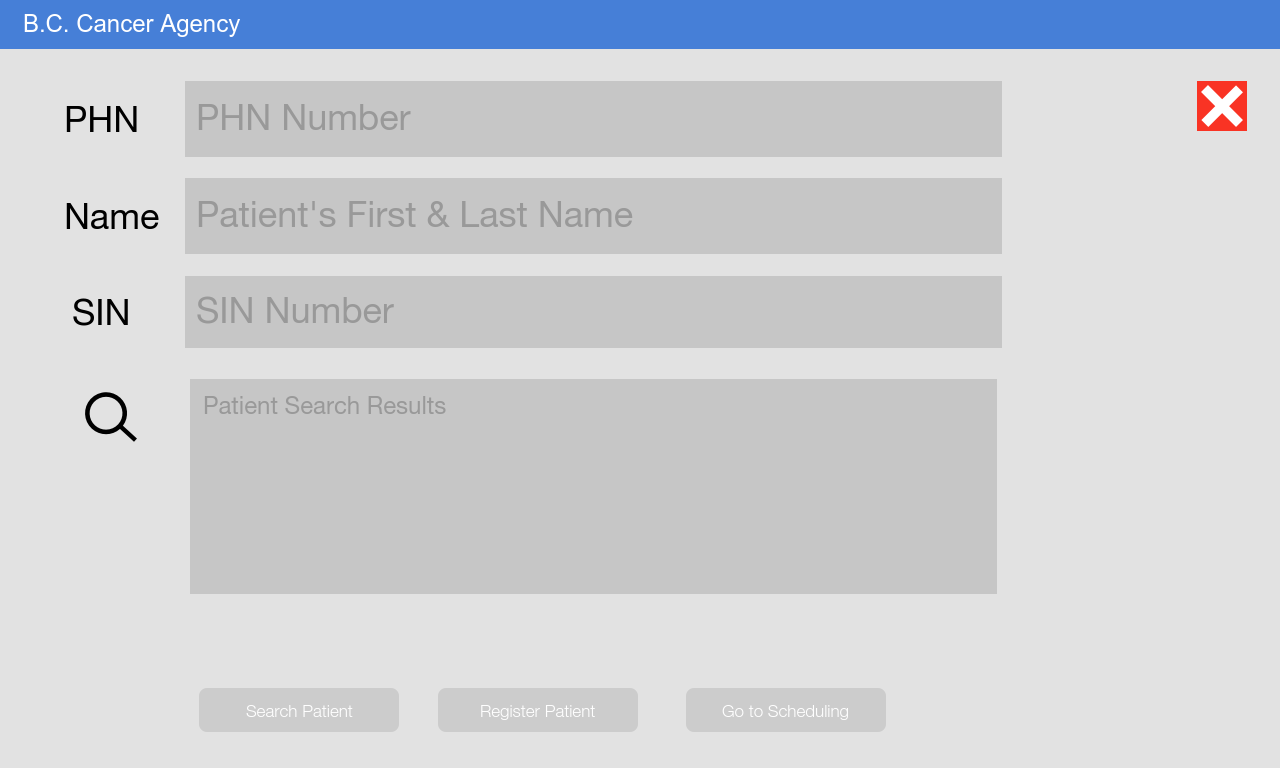 B.C. Cancer Agency
PHN
PHN Number
Name
Patient's First & Last Name
SIN
SIN Number
Patient Search Results
Search Patient
Register Patient
Go to Scheduling